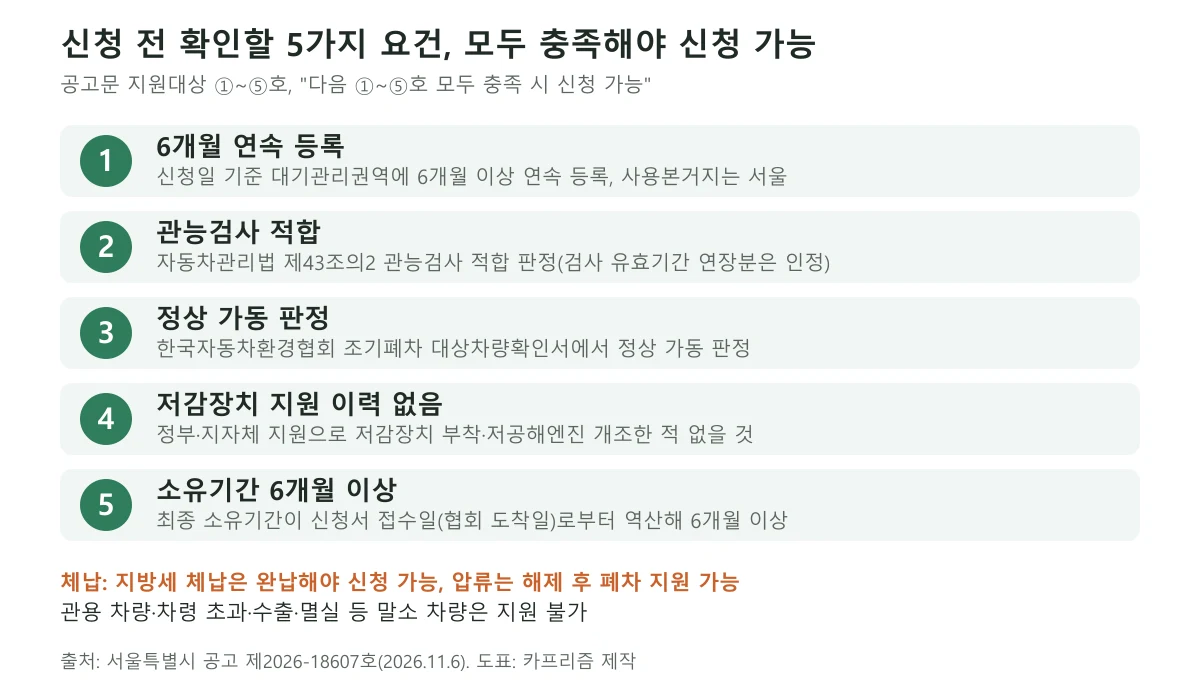 신청 전 확인할 5가지 요건, 모두 충족해야 신청 가능
공고문 지원대상 ①~⑤호, "다음 ①~⑤호 모두 충족 시 신청 가능"
1
6개월 연속 등록
신청일 기준 대기관리권역에 6개월 이상 연속 등록, 사용본거지는 서울
2
관능검사 적합
자동차관리법 제43조의2 관능검사 적합 판정(검사 유효기간 연장분은 인정)
3
정상 가동 판정
한국자동차환경협회 조기폐차 대상차량확인서에서 정상 가동 판정
4
저감장치 지원 이력 없음
정부·지자체 지원으로 저감장치 부착·저공해엔진 개조한 적 없을 것
5
소유기간 6개월 이상
최종 소유기간이 신청서 접수일(협회 도착일)로부터 역산해 6개월 이상
체납: 지방세 체납은 완납해야 신청 가능, 압류는 해제 후 폐차 지원 가능
관용 차량·차령 초과·수출·멸실 등 말소 차량은 지원 불가
출처: 서울특별시 공고 제2026-18607호(2026.11.6). 도표: 카프리즘 제작